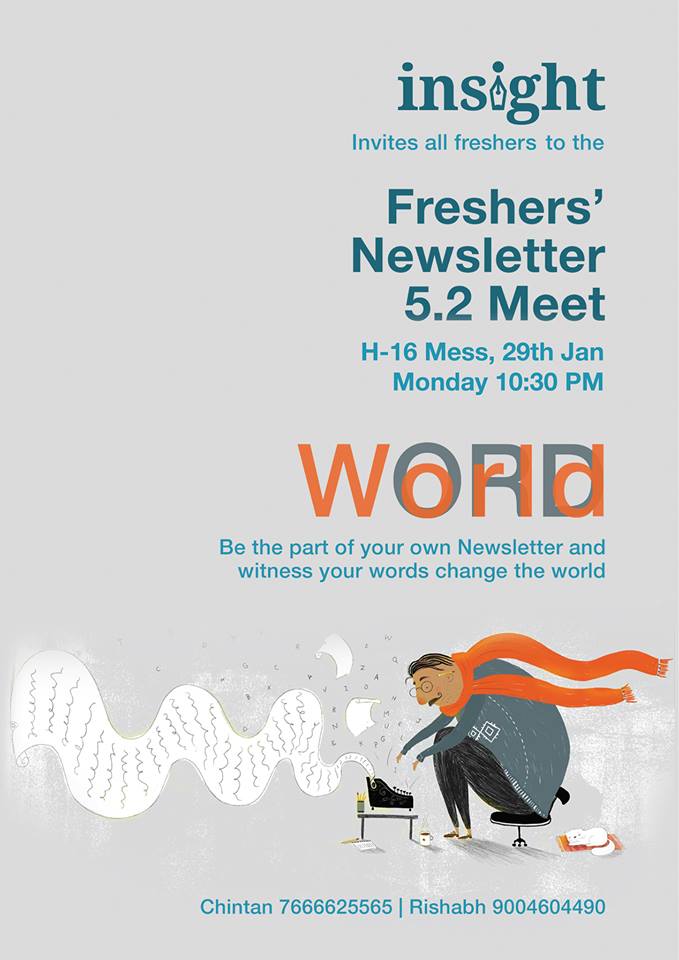 insight
Invites all freshers to the
Freshers’
Newsletter
5.2 Meet
H-16 Mess, 29th Jan
Monday 10:30 PM
World
WORD
Be the part of your own Newsletter and
witness your words change the world
Chintan 7666625565 | Rishabh 9004604490